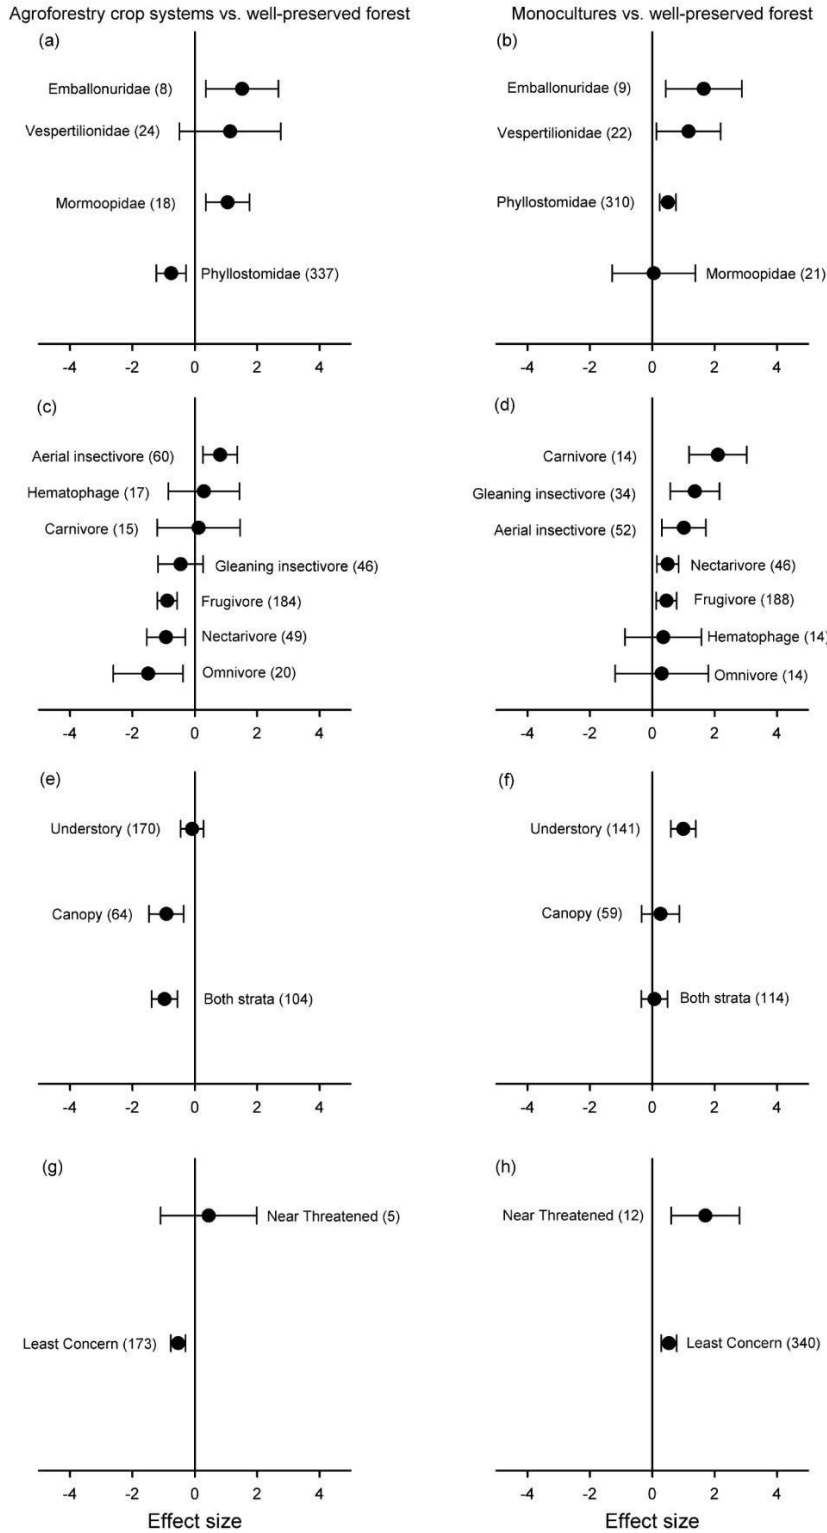 Agroforestry crop systems vs. well-preserved forest
Monocultures vs. well-preserved forest
(a)
Emballonuridae (8)
Vespertilionidae (24)
Mormoopidae (18)
Phyllostomidae (337)
-4 -2 0 2 4
(b)
Emballonuridae (9)
Vespertilionidae (22)
Phyllostomidae (310)
Mormoopidae (21)
-4 -2 0 2 4
(c)
Aerial insectivore (60)
Hematophage (17)
Carnivore (15)
Gleaning insectivore (46)
Frugivore (184)
Nectarivore (49)
Omnivore (20)
-4 -2 0 2 4
(d)
Carnivore (14)
Gleaning insectivore (34)
Aerial insectivore (52)
Nectarivore (46)
Frugivore (188)
Hematophage (14)
Omnivore (14)
-4 -2 0 2 4
(e)
Understory (170)
Canopy (64)
Both strata (104)
-4 -2 0 2 4
(f)
Understory (141)
Canopy (59)
Both strata (114)
-4 -2 0 2 4
(g)
Near Threatened (5)
Least Concern (173)
-4 -2 0 2 4
Effect size
(h)
Near Threatened (12)
Least Concern (340)
-4 -2 0 2 4
Effect size